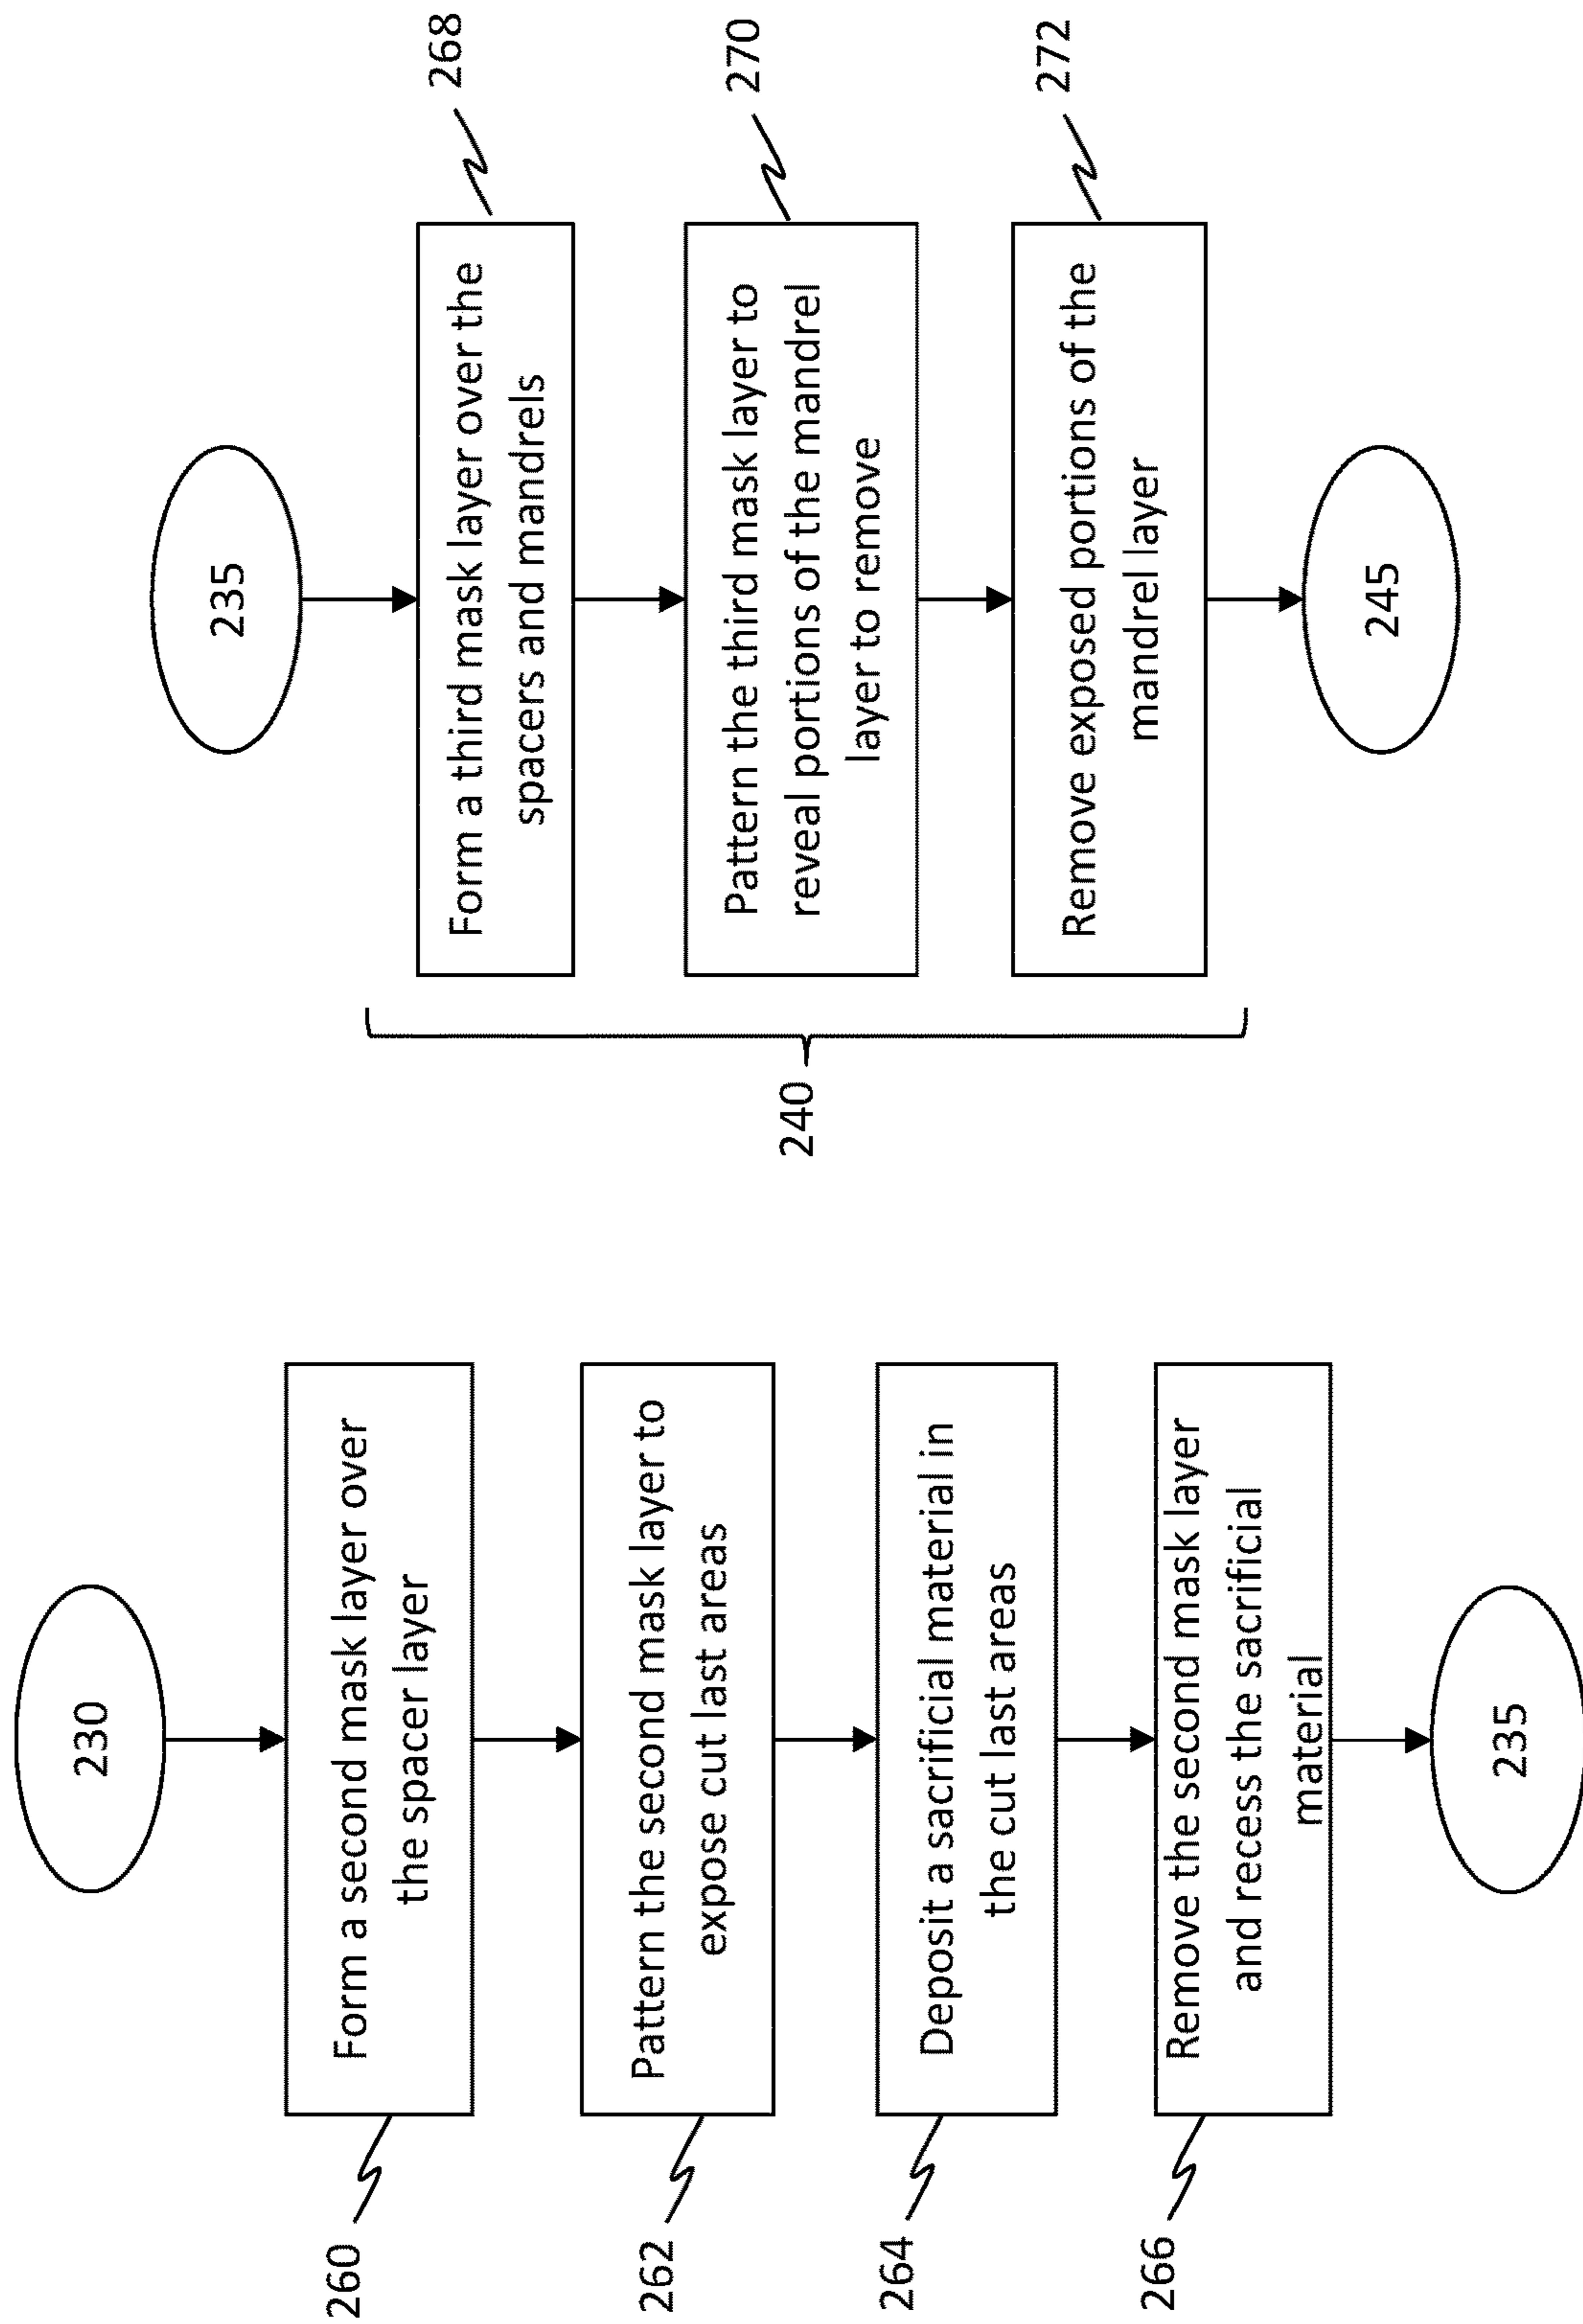 230
Form a second mask layer over
the spacer layer
260
Pattern the second mask layer to
expose cut last areas
262
Deposit a sacrificial material in
the cut last areas
264
Remove the second mask layer
and recess the sacrificial
material
266
235
235
Form a third mask layer over the
spacers and mandrels
268
Pattern the third mask layer to
reveal portions of the mandrel
layer to remove
270
Remove exposed portions of the
mandrel layer
272
240
245